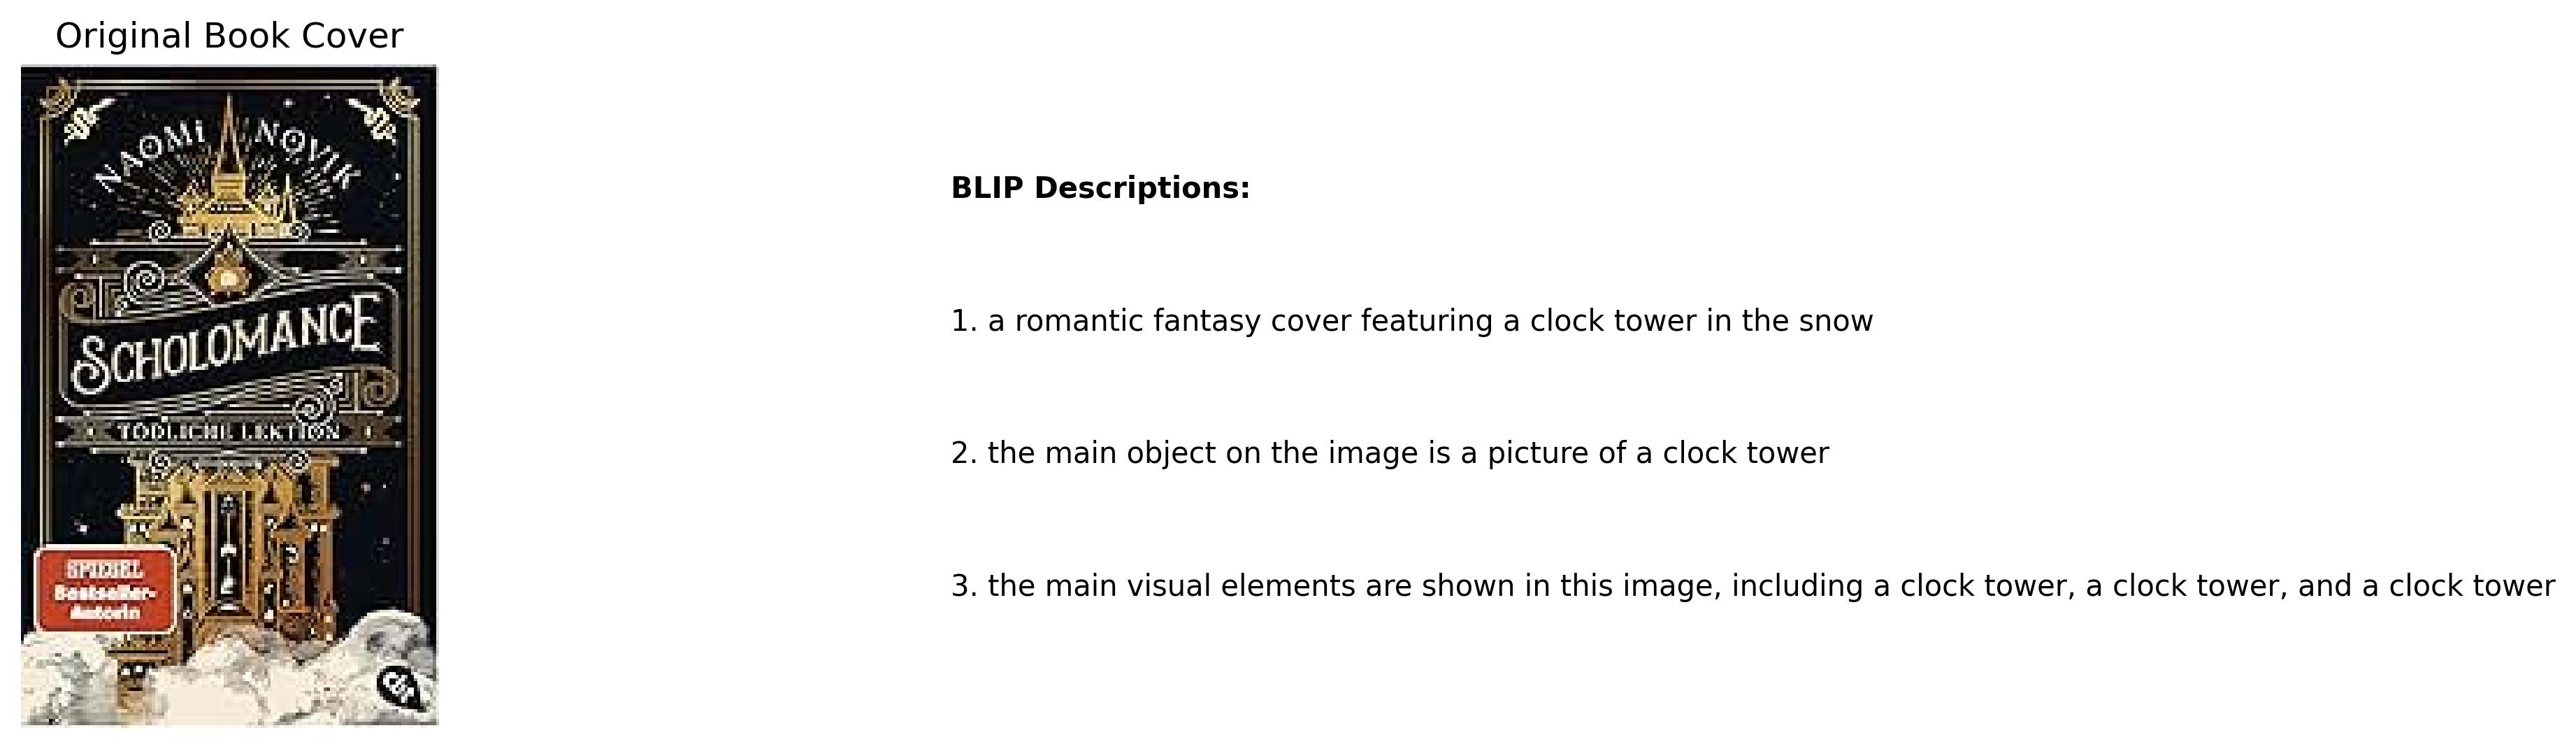 Original Book Cover
NAOMi NOVIK
SCHOLOMANCE
TÖDLICHE LEKTION
SPIEGEL
Bestseller-
Autorin
dtv
BLIP Descriptions:
1. a romantic fantasy cover featuring a clock tower in the snow
2. the main object on the image is a picture of a clock tower
3. the main visual elements are shown in this image, including a clock tower, a clock tower, and a clock tower